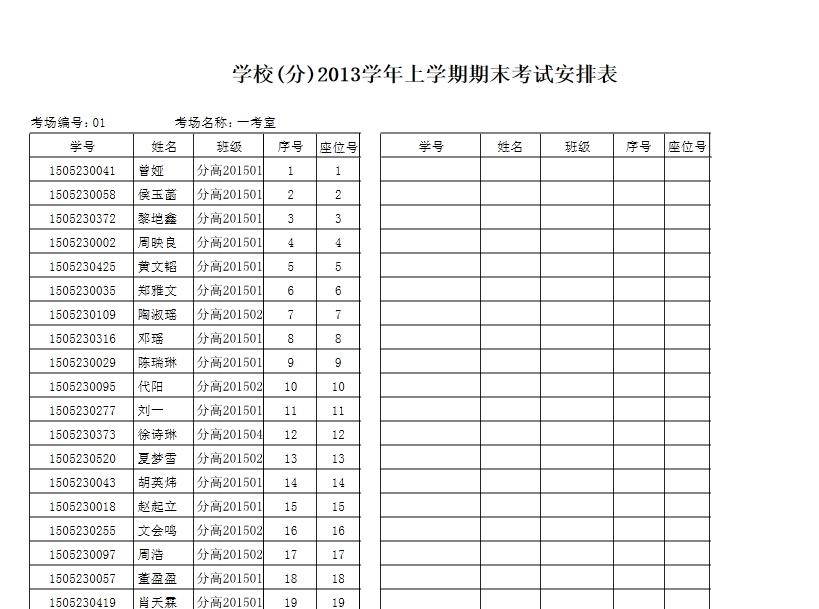 学校(分)2013学年上学期期末考试安排表
考场编号：01 考场名称：一考室
学号 姓名 班级 序号 座位号 学号 姓名 班级 序号 座位号
1505230041 曾娅 分高201501 1 1
1505230058 侯玉菡 分高201501 2 2
1505230372 黎垲鑫 分高201501 3 3
1505230002 周映良 分高201501 4 4
1505230425 黄文韬 分高201501 5 5
1505230035 郑雅文 分高201501 6 6
1505230109 陶淑瑶 分高201502 7 7
1505230316 邓瑶 分高201501 8 8
1505230029 陈瑞琳 分高201501 9 9
1505230095 代阳 分高201502 10 10
1505230277 刘一 分高201501 11 11
1505230373 徐诗琳 分高201504 12 12
1505230520 夏梦雪 分高201502 13 13
1505230043 胡英炜 分高201501 14 14
1505230018 赵起立 分高201501 15 15
1505230255 文会鸣 分高201502 16 16
1505230097 周浩 分高201502 17 17
1505230057 董盈盈 分高201501 18 18
1505230419 肖天霖 分高201501 19 19